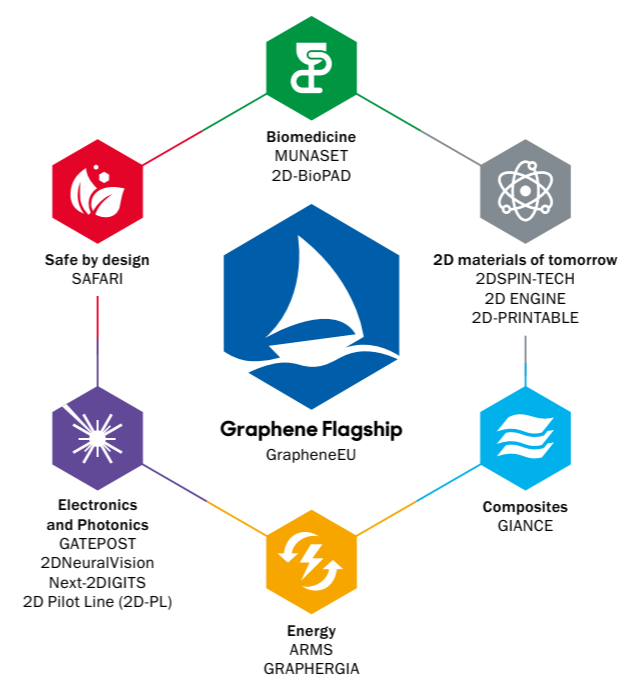 Biomedicine
MUNASET
2D-BioPAD
Safe by design
SAFARI
2D materials of tomorrow
2DSPIN-TECH
2D ENGINE
2D-PRINTABLE
Graphene Flagship
GrapheneEU
Electronics
and Photonics
GATEPOST
2DNeuralVision
Next-2DIGITS
2D Pilot Line (2D-PL)
Composites
GIANCE
Energy
ARMS
GRAPHERGIA